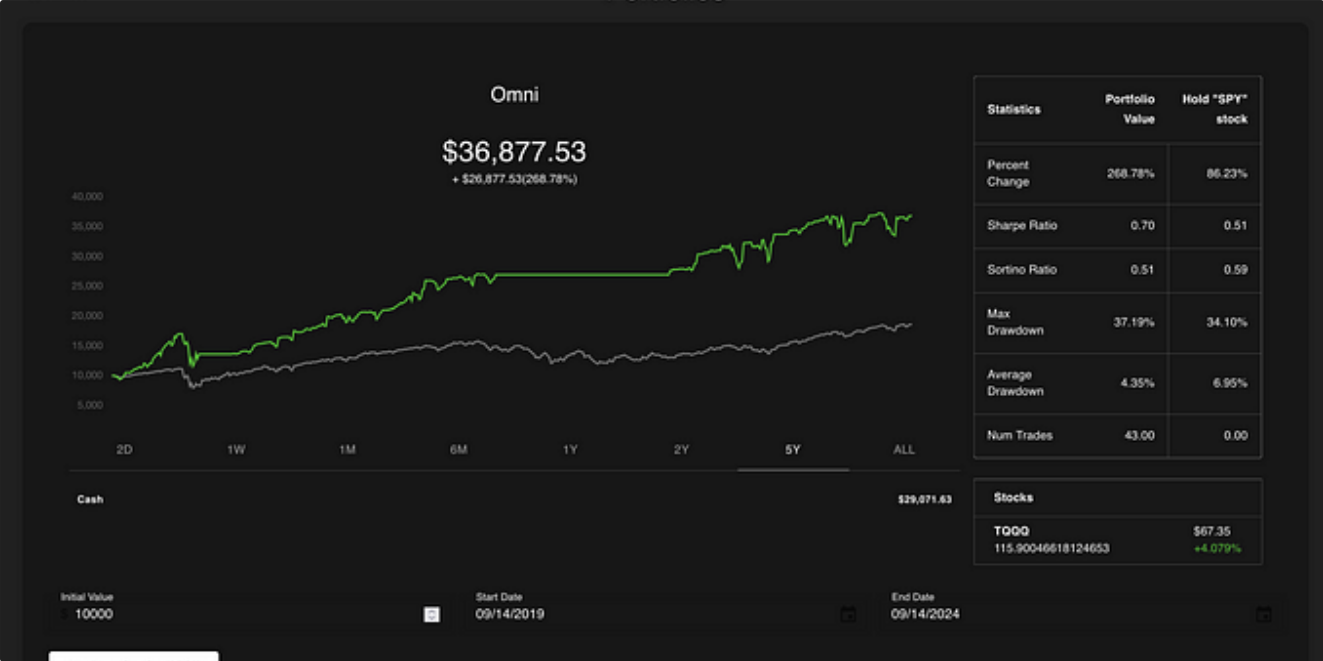 Omni
$36,877.53
+ $26,877.53(268.78%)
40,000
35,000
30,000
25,000
20,000
15,000
10,000
5,000
2D 1W 1M 6M 1Y 2Y 5Y ALL
Cash $29,071.63
Statistics Portfolio Value Hold "SPY" stock
Percent Change 268.78% 86.23%
Sharpe Ratio 0.70 0.51
Sortino Ratio 0.51 0.59
Max Drawdown 37.19% 34.10%
Average Drawdown 4.35% 6.95%
Num Trades 43.00 0.00
Stocks
TQQQ $67.35
115.90046618124653 +4.079%
Initial Value Start Date End Date
$ 10000 09/14/2019 09/14/2024